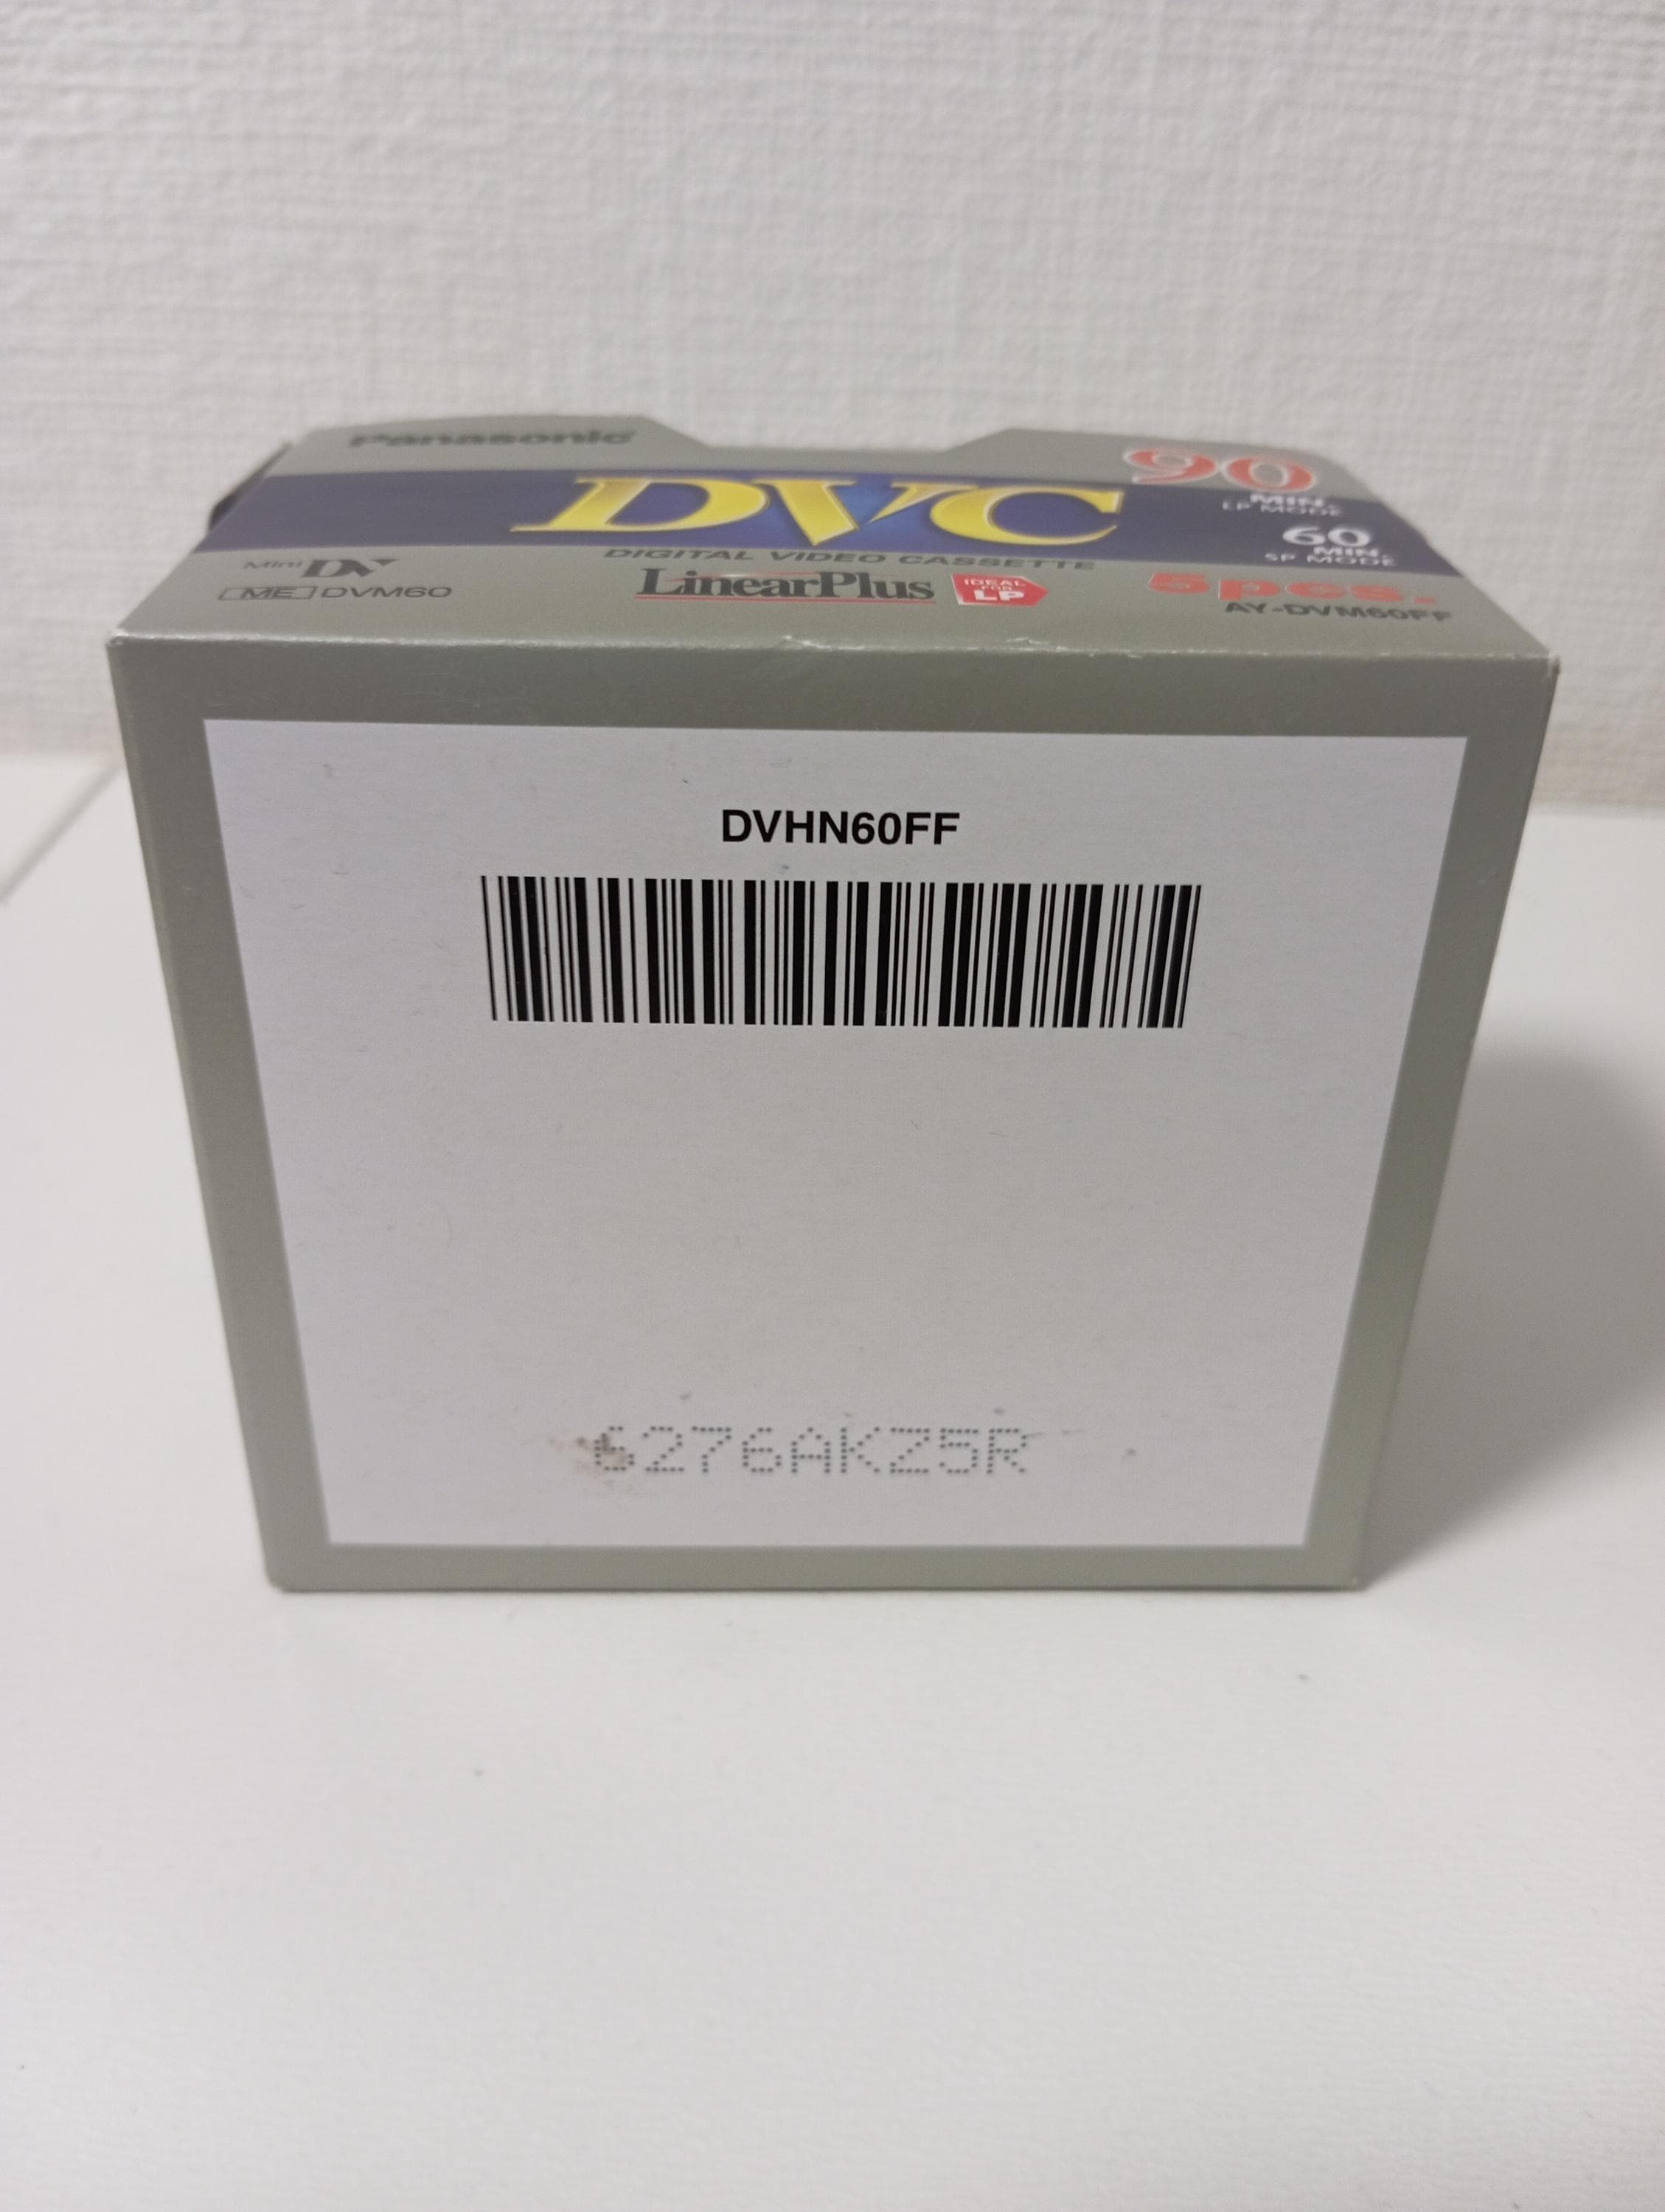 Panasonic
DVC
90
MIN.
LP MODE
60
MIN.
SP MODE
DIGITAL VIDEO CASSETTE
Mini DV
ME DVM60
LinearPlus
IDEAL
FOR
LP
5pcs.
AY-DVM60FF
DVHN60FF
6276AKZ5R